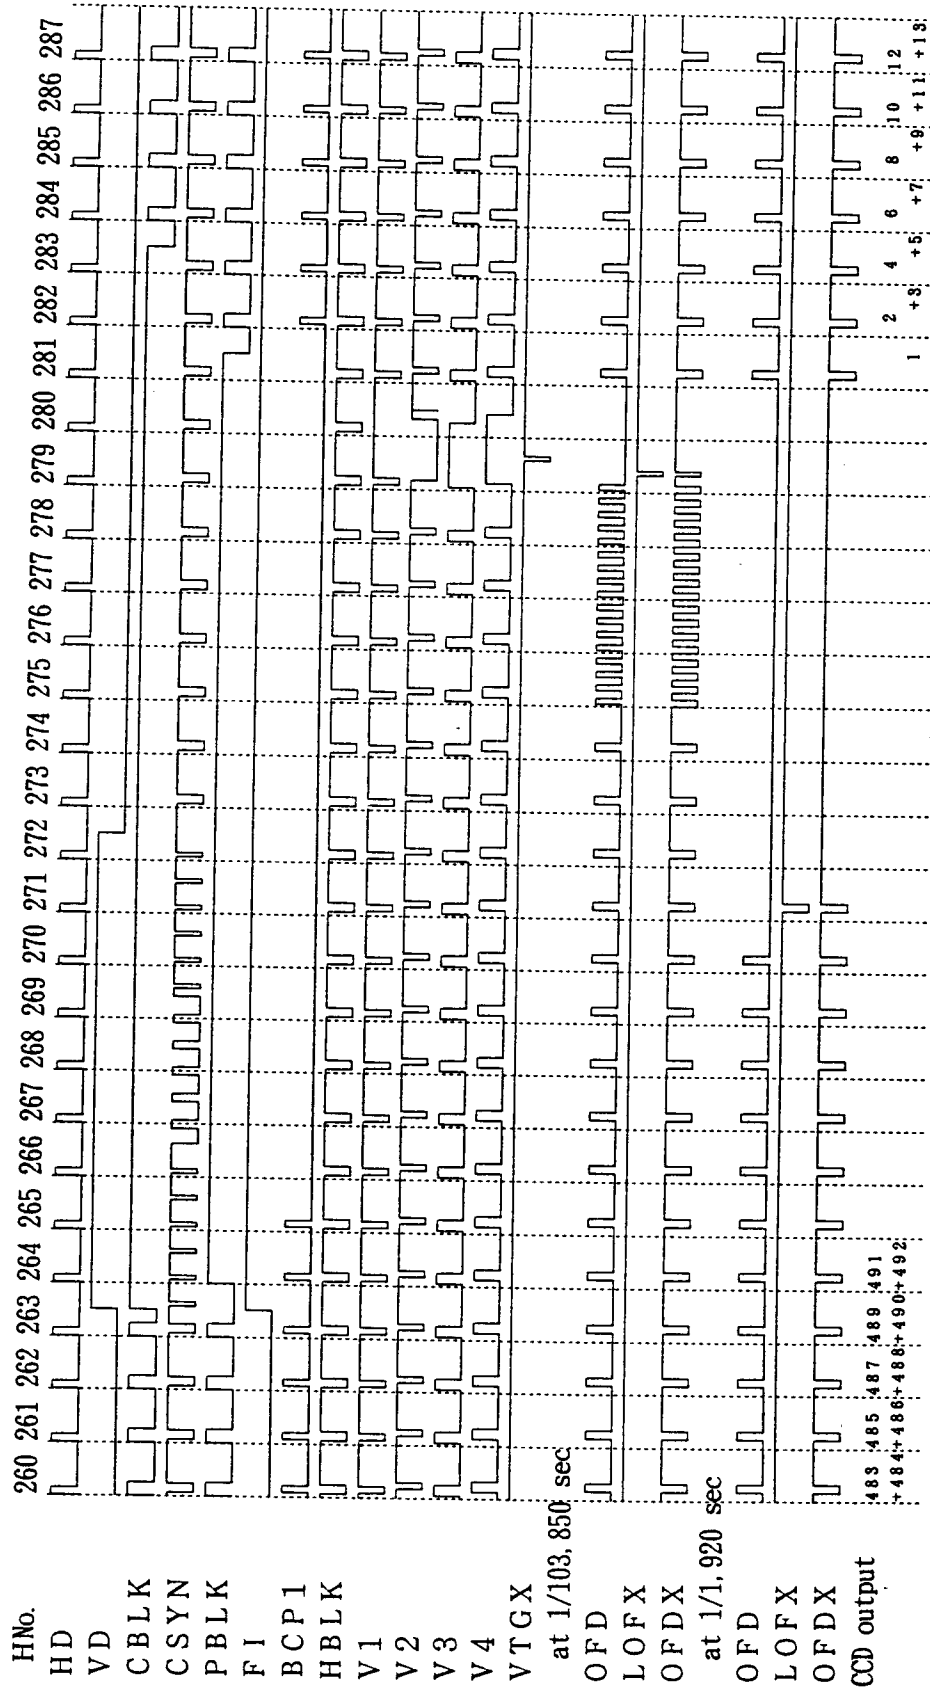 HNo. 260 261 262 263 264 265 266 267 268 269 270 271 272 273 274 275 276 277 278 279 280 281 282 283 284 285 286 287
HD
VD
CBLK
CSYN
PBLK
FI
BCP1
HBLK
V1
V2
V3
V4
VTGX
at 1/103,850 sec
OFD
LOFX
OFDX
at 1/1,920 sec
OFD
LOFX
OFDX
CCD output
483 485 487 489 491 1 2 4 6 8 10 12
+484 +486 +488 +490 +492 +3 +5 +7 +9 +11 +13